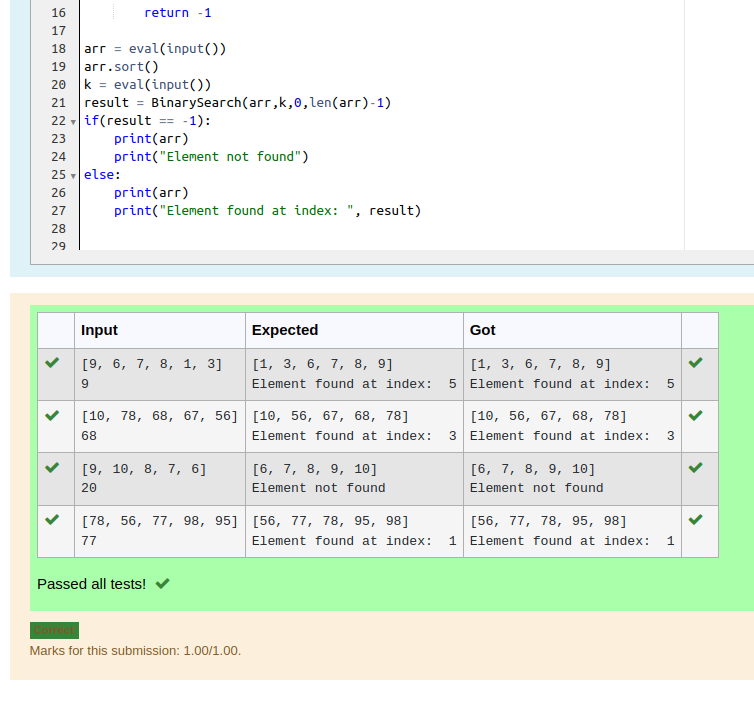 16 return -1
17
18 arr = eval(input())
19 arr.sort()
20 k = eval(input())
21 result = BinarySearch(arr,k,0,len(arr)-1)
22 if(result == -1):
23 print(arr)
24 print("Element not found")
25 else:
26 print(arr)
27 print("Element found at index: ", result)
28
29
Input Expected Got
[9, 6, 7, 8, 1, 3] [1, 3, 6, 7, 8, 9] [1, 3, 6, 7, 8, 9]
9 Element found at index:  5 Element found at index:  5
[10, 78, 68, 67, 56] [10, 56, 67, 68, 78] [10, 56, 67, 68, 78]
68 Element found at index:  3 Element found at index:  3
[9, 10, 8, 7, 6] [6, 7, 8, 9, 10] [6, 7, 8, 9, 10]
20 Element not found Element not found
[78, 56, 77, 98, 95] [56, 77, 78, 95, 98] [56, 77, 78, 95, 98]
77 Element found at index:  1 Element found at index:  1
Passed all tests!
Correct
Marks for this submission: 1.00/1.00.